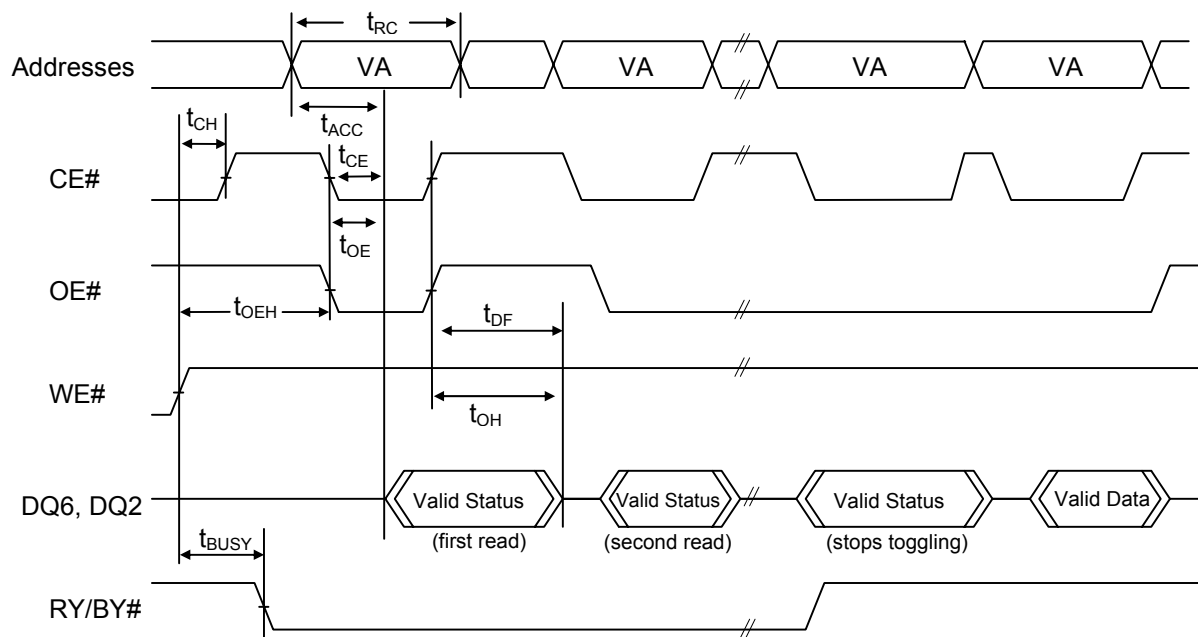 tRC
Addresses VA VA VA VA
tCH tACC
tCE
CE#
tOE
OE#
tOEH tDF
WE#
tOH
DQ6, DQ2 Valid Status Valid Status Valid Status Valid Data
(first read) (second read) (stops toggling)
tBUSY
RY/BY#